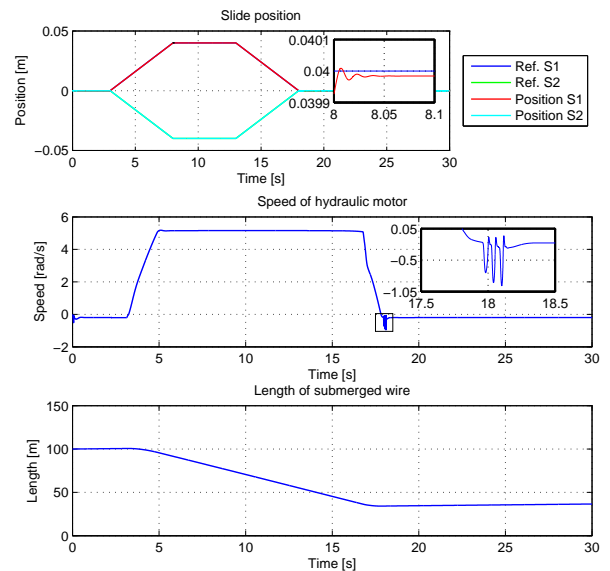 Slide position
Position [m]
0.05
0
−0.05
0 5 10 15 20 25 30
Time [s]
0.0401
0.04
0.0399
8 8.05 8.1
Ref. S1
Ref. S2
Position S1
Position S2
Speed of hydraulic motor
Speed [rad/s]
6
4
2
0
−2
0 5 10 15 20 25 30
Time [s]
0.05
−0.5
−1.05
17.5 18 18.5
Length of submerged wire
Length [m]
150
100
50
0
0 5 10 15 20 25 30
Time [s]